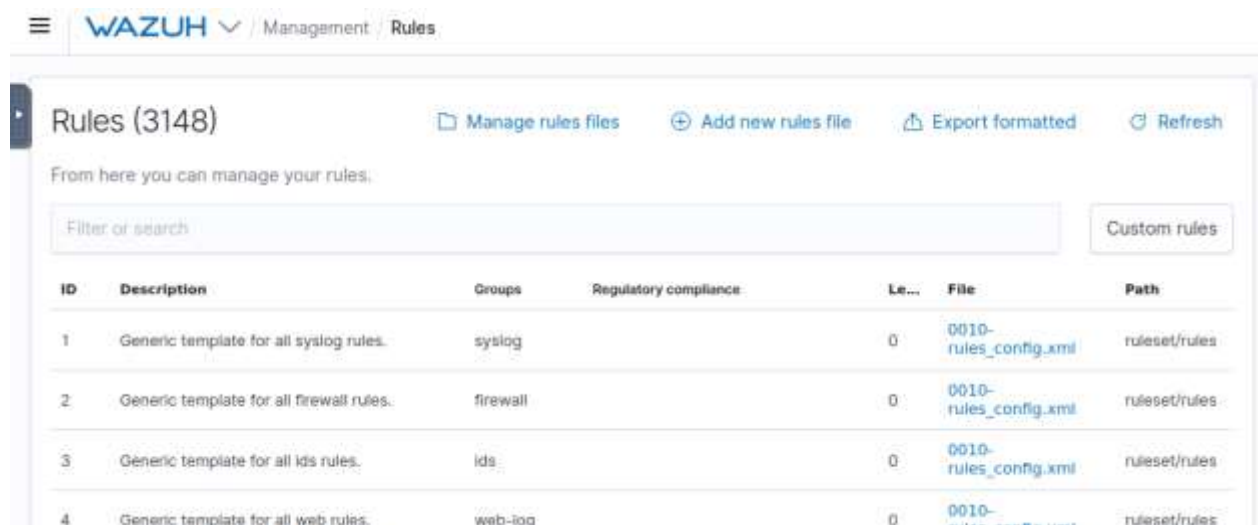 WAZUH / Management / Rules
Rules (3148) Manage rules files Add new rules file Export formatted Refresh
From here you can manage your rules.
Filter or search Custom rules
ID Description Groups Regulatory compliance Le... File Path
1 Generic template for all syslog rules. syslog 0 0010-
rules_config.xml ruleset/rules
2 Generic template for all firewall rules. firewall 0 0010-
rules_config.xml ruleset/rules
3 Generic template for all ids rules. ids 0 0010-
rules_config.xml ruleset/rules
4 Generic template for all web rules. web-log 0 0010-
ruleset/rules